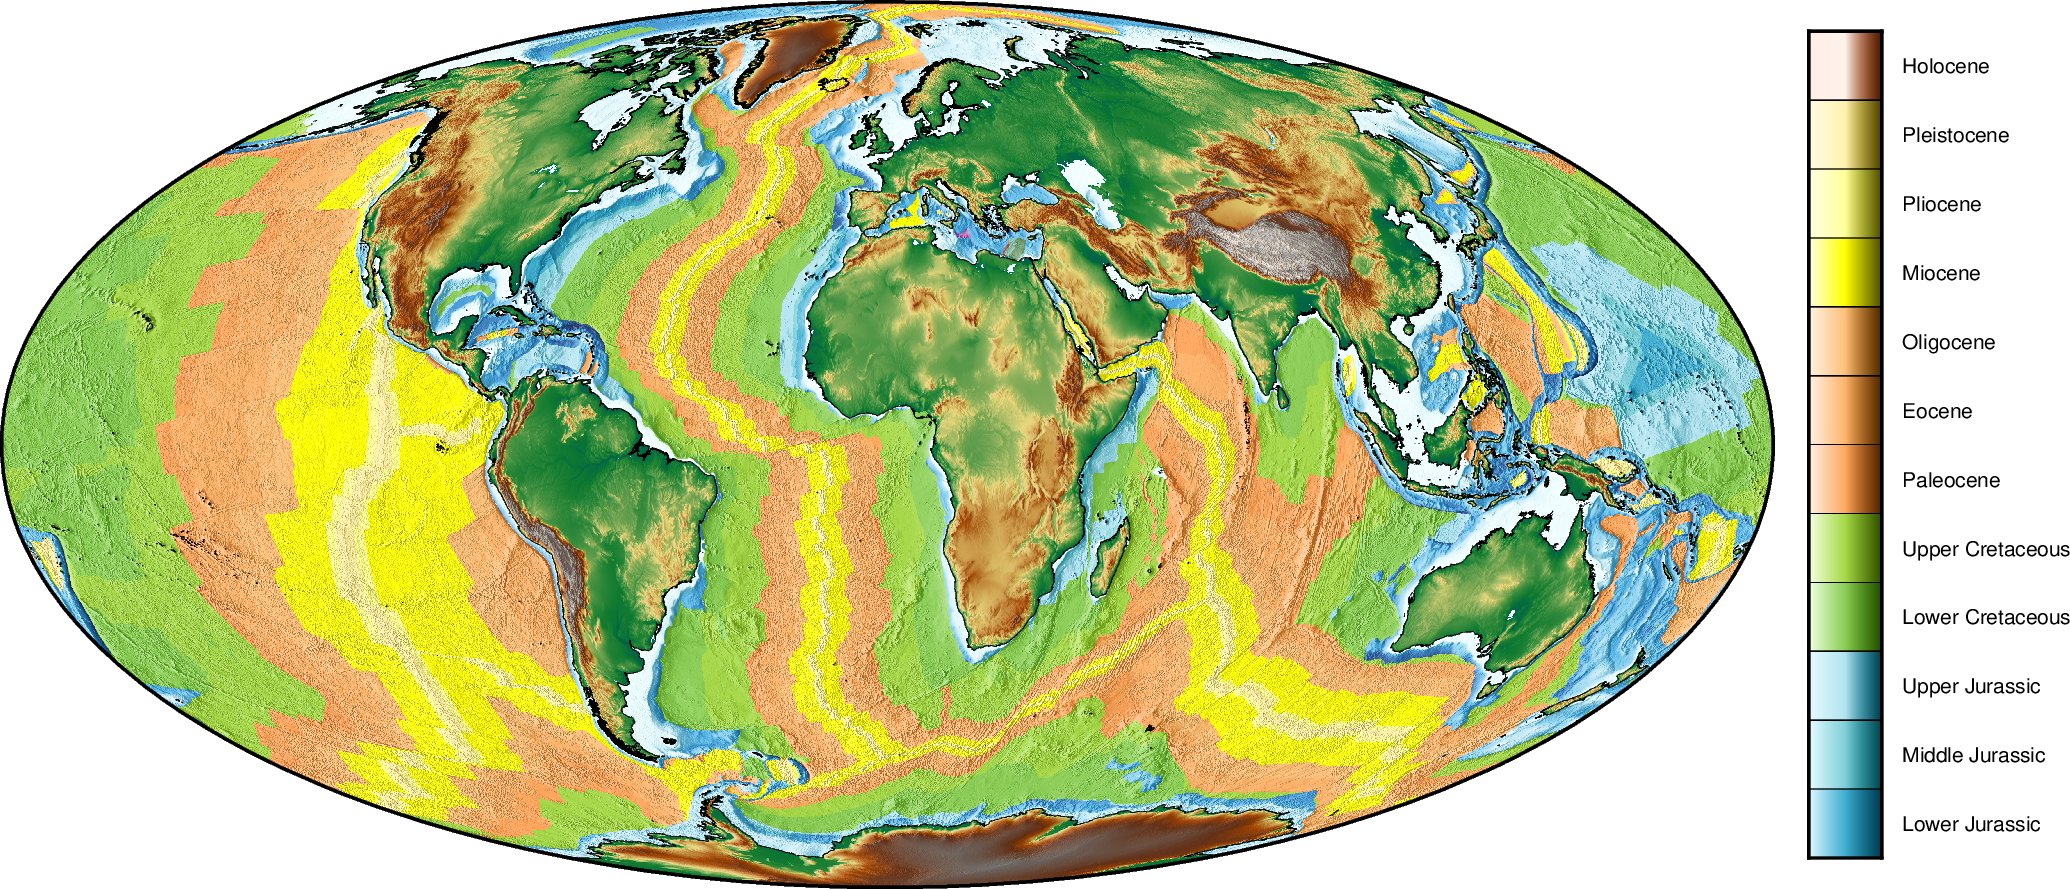 Holocene
Pleistocene
Pliocene
Miocene
Oligocene
Eocene
Paleocene
Upper Cretaceous
Lower Cretaceous
Upper Jurassic
Middle Jurassic
Lower Jurassic